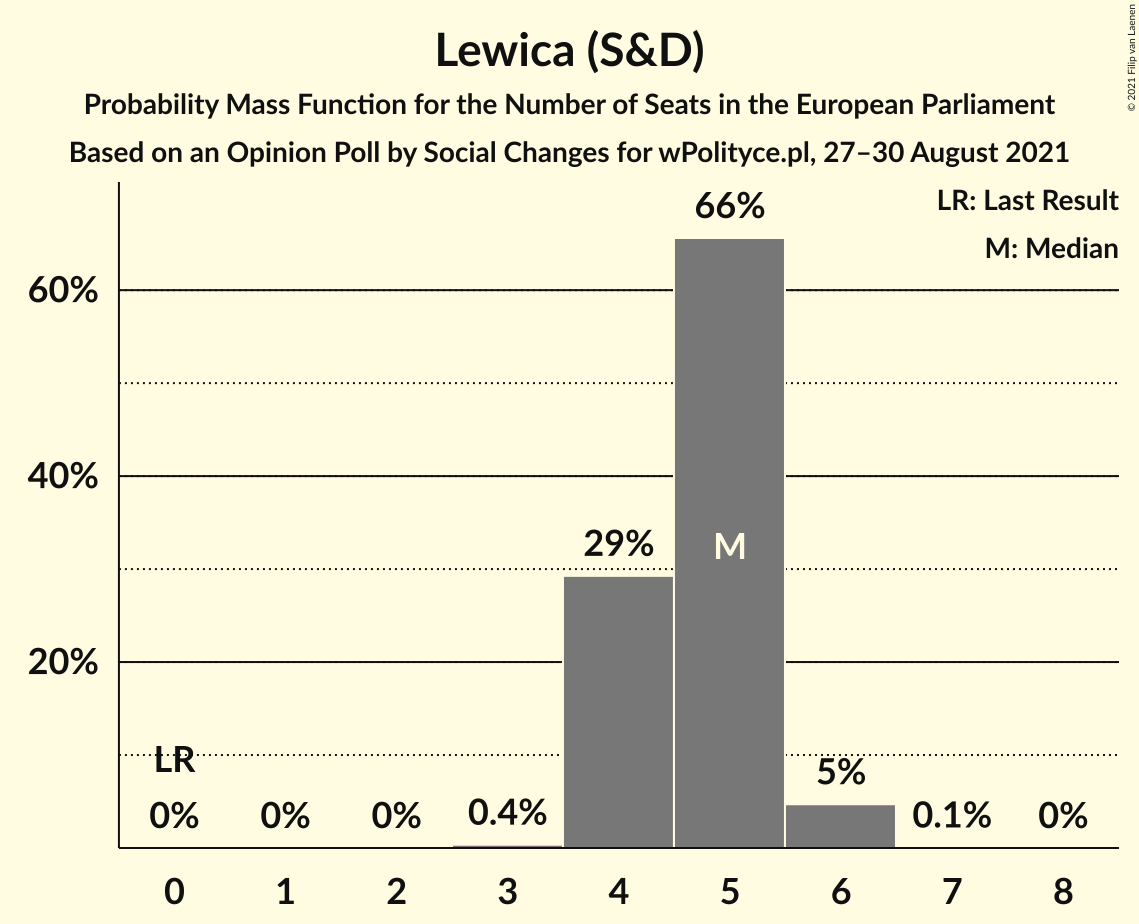 Lewica (S&D)
Probability Mass Function for the Number of Seats in the European Parliament
Based on an Opinion Poll by Social Changes for wPolityce.pl, 27–30 August 2021
© 2021 Filip van Laenen
LR: Last Result
M: Median
66%
60%
40%
29%
M
20%
LR
5%
0% 0% 0% 0.4% 0.1% 0%
0 1 2 3 4 5 6 7 8